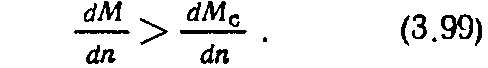 dM/dn > dM_c/dn . (3.99)